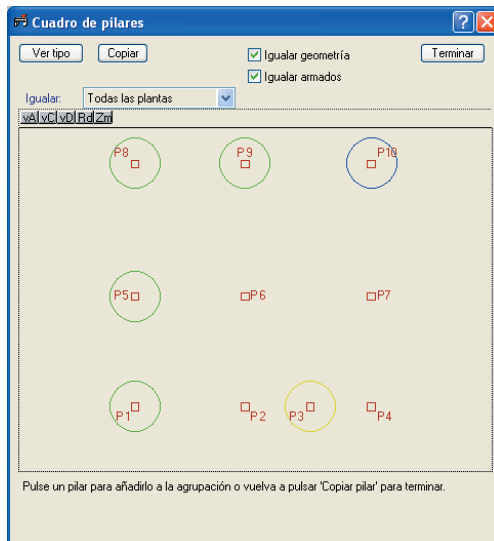 Cuadro de pilares
Ver tipo Copiar Igualar geometría Terminar
Igualar armados
Igualar: Todas las plantas
vA vC vD Rd Zm
P8 P9 P10
P5 P6 P7
P1 P2 P3 P4
Pulse un pilar para añadirlo a la agrupación o vuelva a pulsar 'Copiar pilar' para terminar.